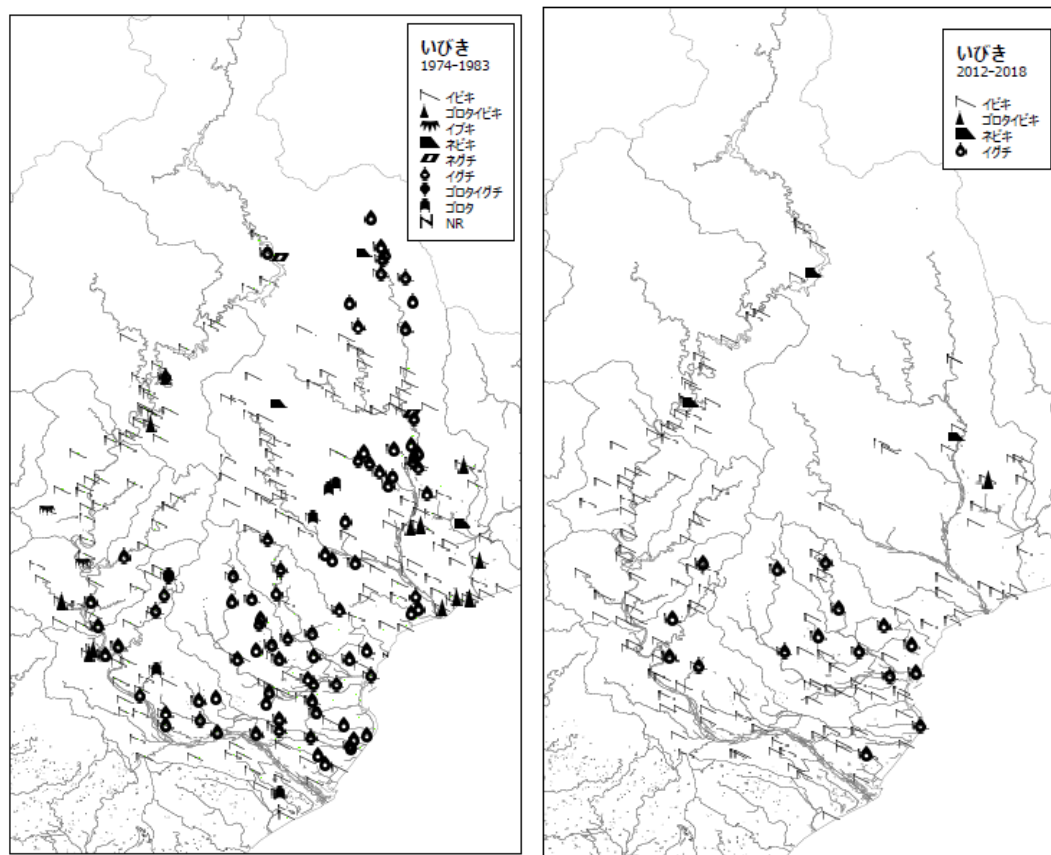 いびき
1974-1983
イビキ
ゴロタイビキ
イブキ
ネビキ
ネグチ
イグチ
ゴロタイグチ
ゴロタ
NR
いびき
2012-2018
イビキ
ゴロタイビキ
ネビキ
イグチ